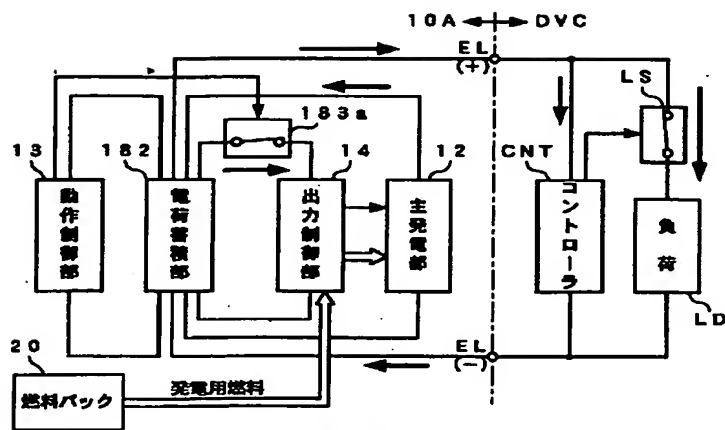 10A
DVC
EL
(+)
LS
183a
13
182
14
12
CNT
動作制御部
電荷蓄積部
出力制御部
主発電部
コントローラ
負荷
LD
EL
(-)
20
発電用燃料
燃料パック